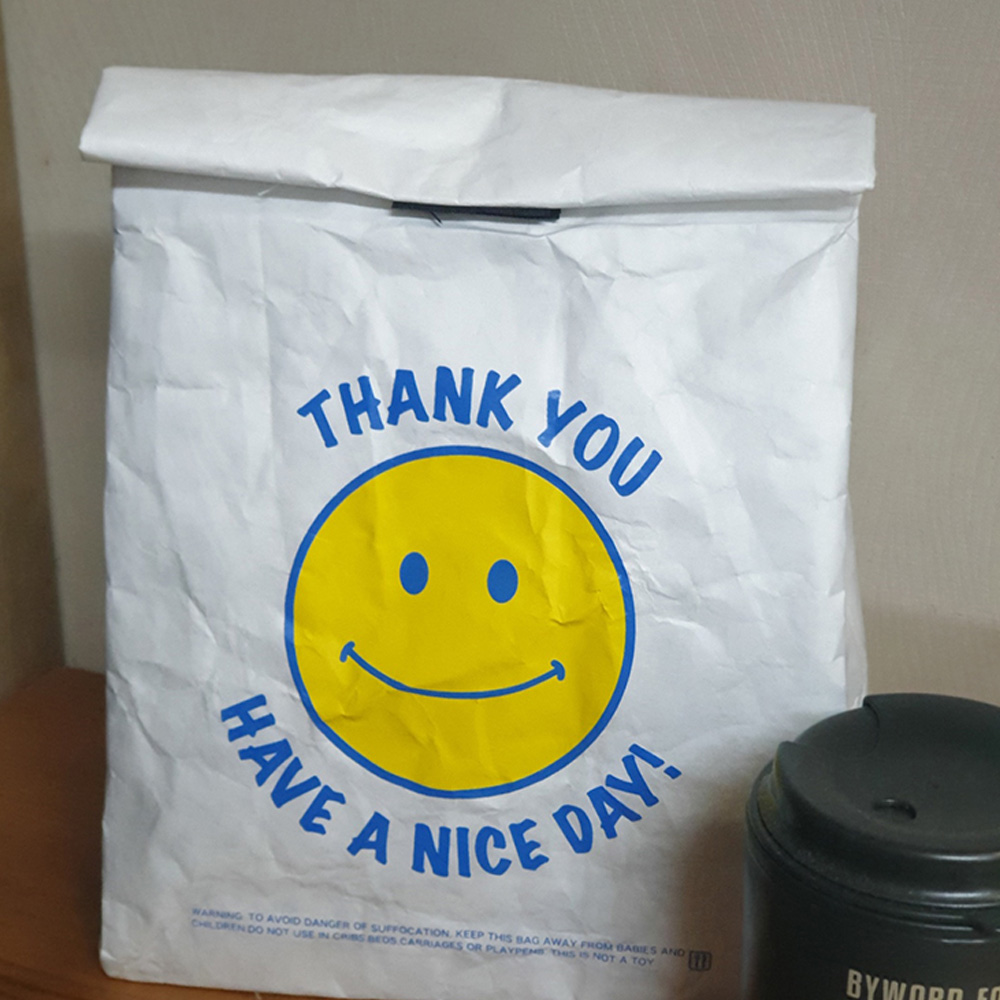 THANK YOU
HAVE A NICE DAY!
WARNING: TO AVOID DANGER OF SUFFOCATION, KEEP THIS BAG AWAY FROM BABIES AND
CHILDREN.DO NOT USE IN CRIBS.BEDS.CARRIAGES OR PLAYPENS. THIS IS NOT A TOY
BYWORD